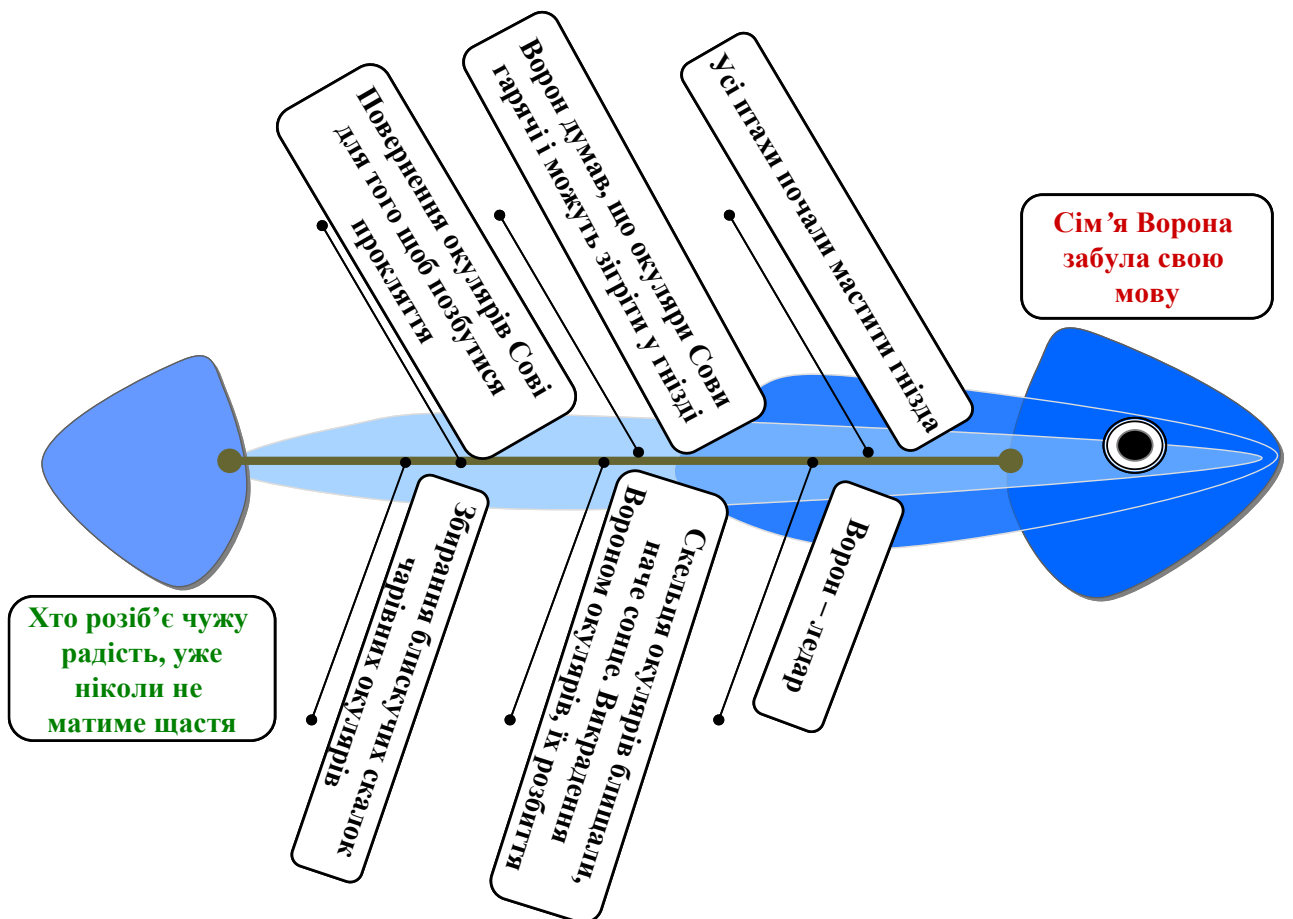 Повернення окулярів Сові
для того щоб позбутися
прокляття
Ворон думав, що окуляри Сови
гарячі і можуть зігріти у гнізді
Усі птахи почали мастити гнізда
Сім’я Ворона
забула свою
мову
Хто розіб’є чужу
радість, уже
ніколи не
матиме щастя
Збирання блискучих скалок
чарівних окулярів
Скельця окулярів блищали,
наче сонце. Викрадення
Вороном окулярів, їх розбиття
Ворон – ледар